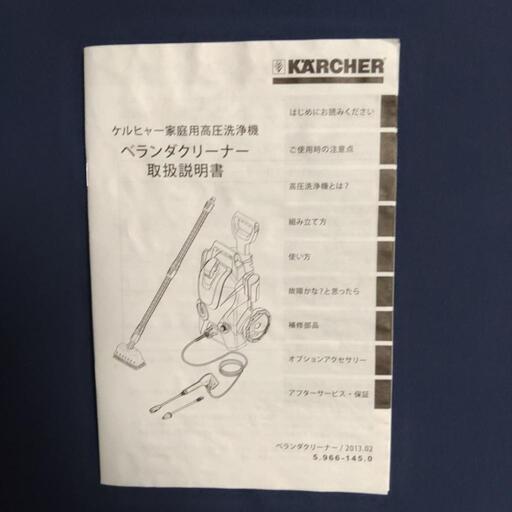 KÄRCHER
ケルヒャー家庭用高圧洗浄機
ベランダクリーナー
取扱説明書
はじめにお読みください
ご使用時の注意点
高圧洗浄機とは?
組み立て方
使い方
故障かな?と思ったら
補修部品
オプションアクセサリー
アフターサービス・保証
ベランダクリーナー / 2013.02
5.966-145.0